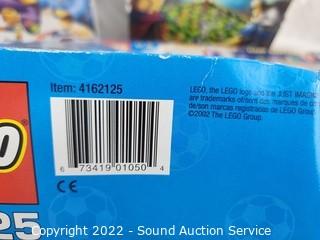 Item: 4162125
LEGO, the LEGO logo and the JUST IMAGI
are trademarks of/sont des marques de co
de/son marcas registradas de LEGO Group
©2002 The LEGO Group.
6 73419 01050 4
CE
25
Copyright 2022 - Sound Auction Service